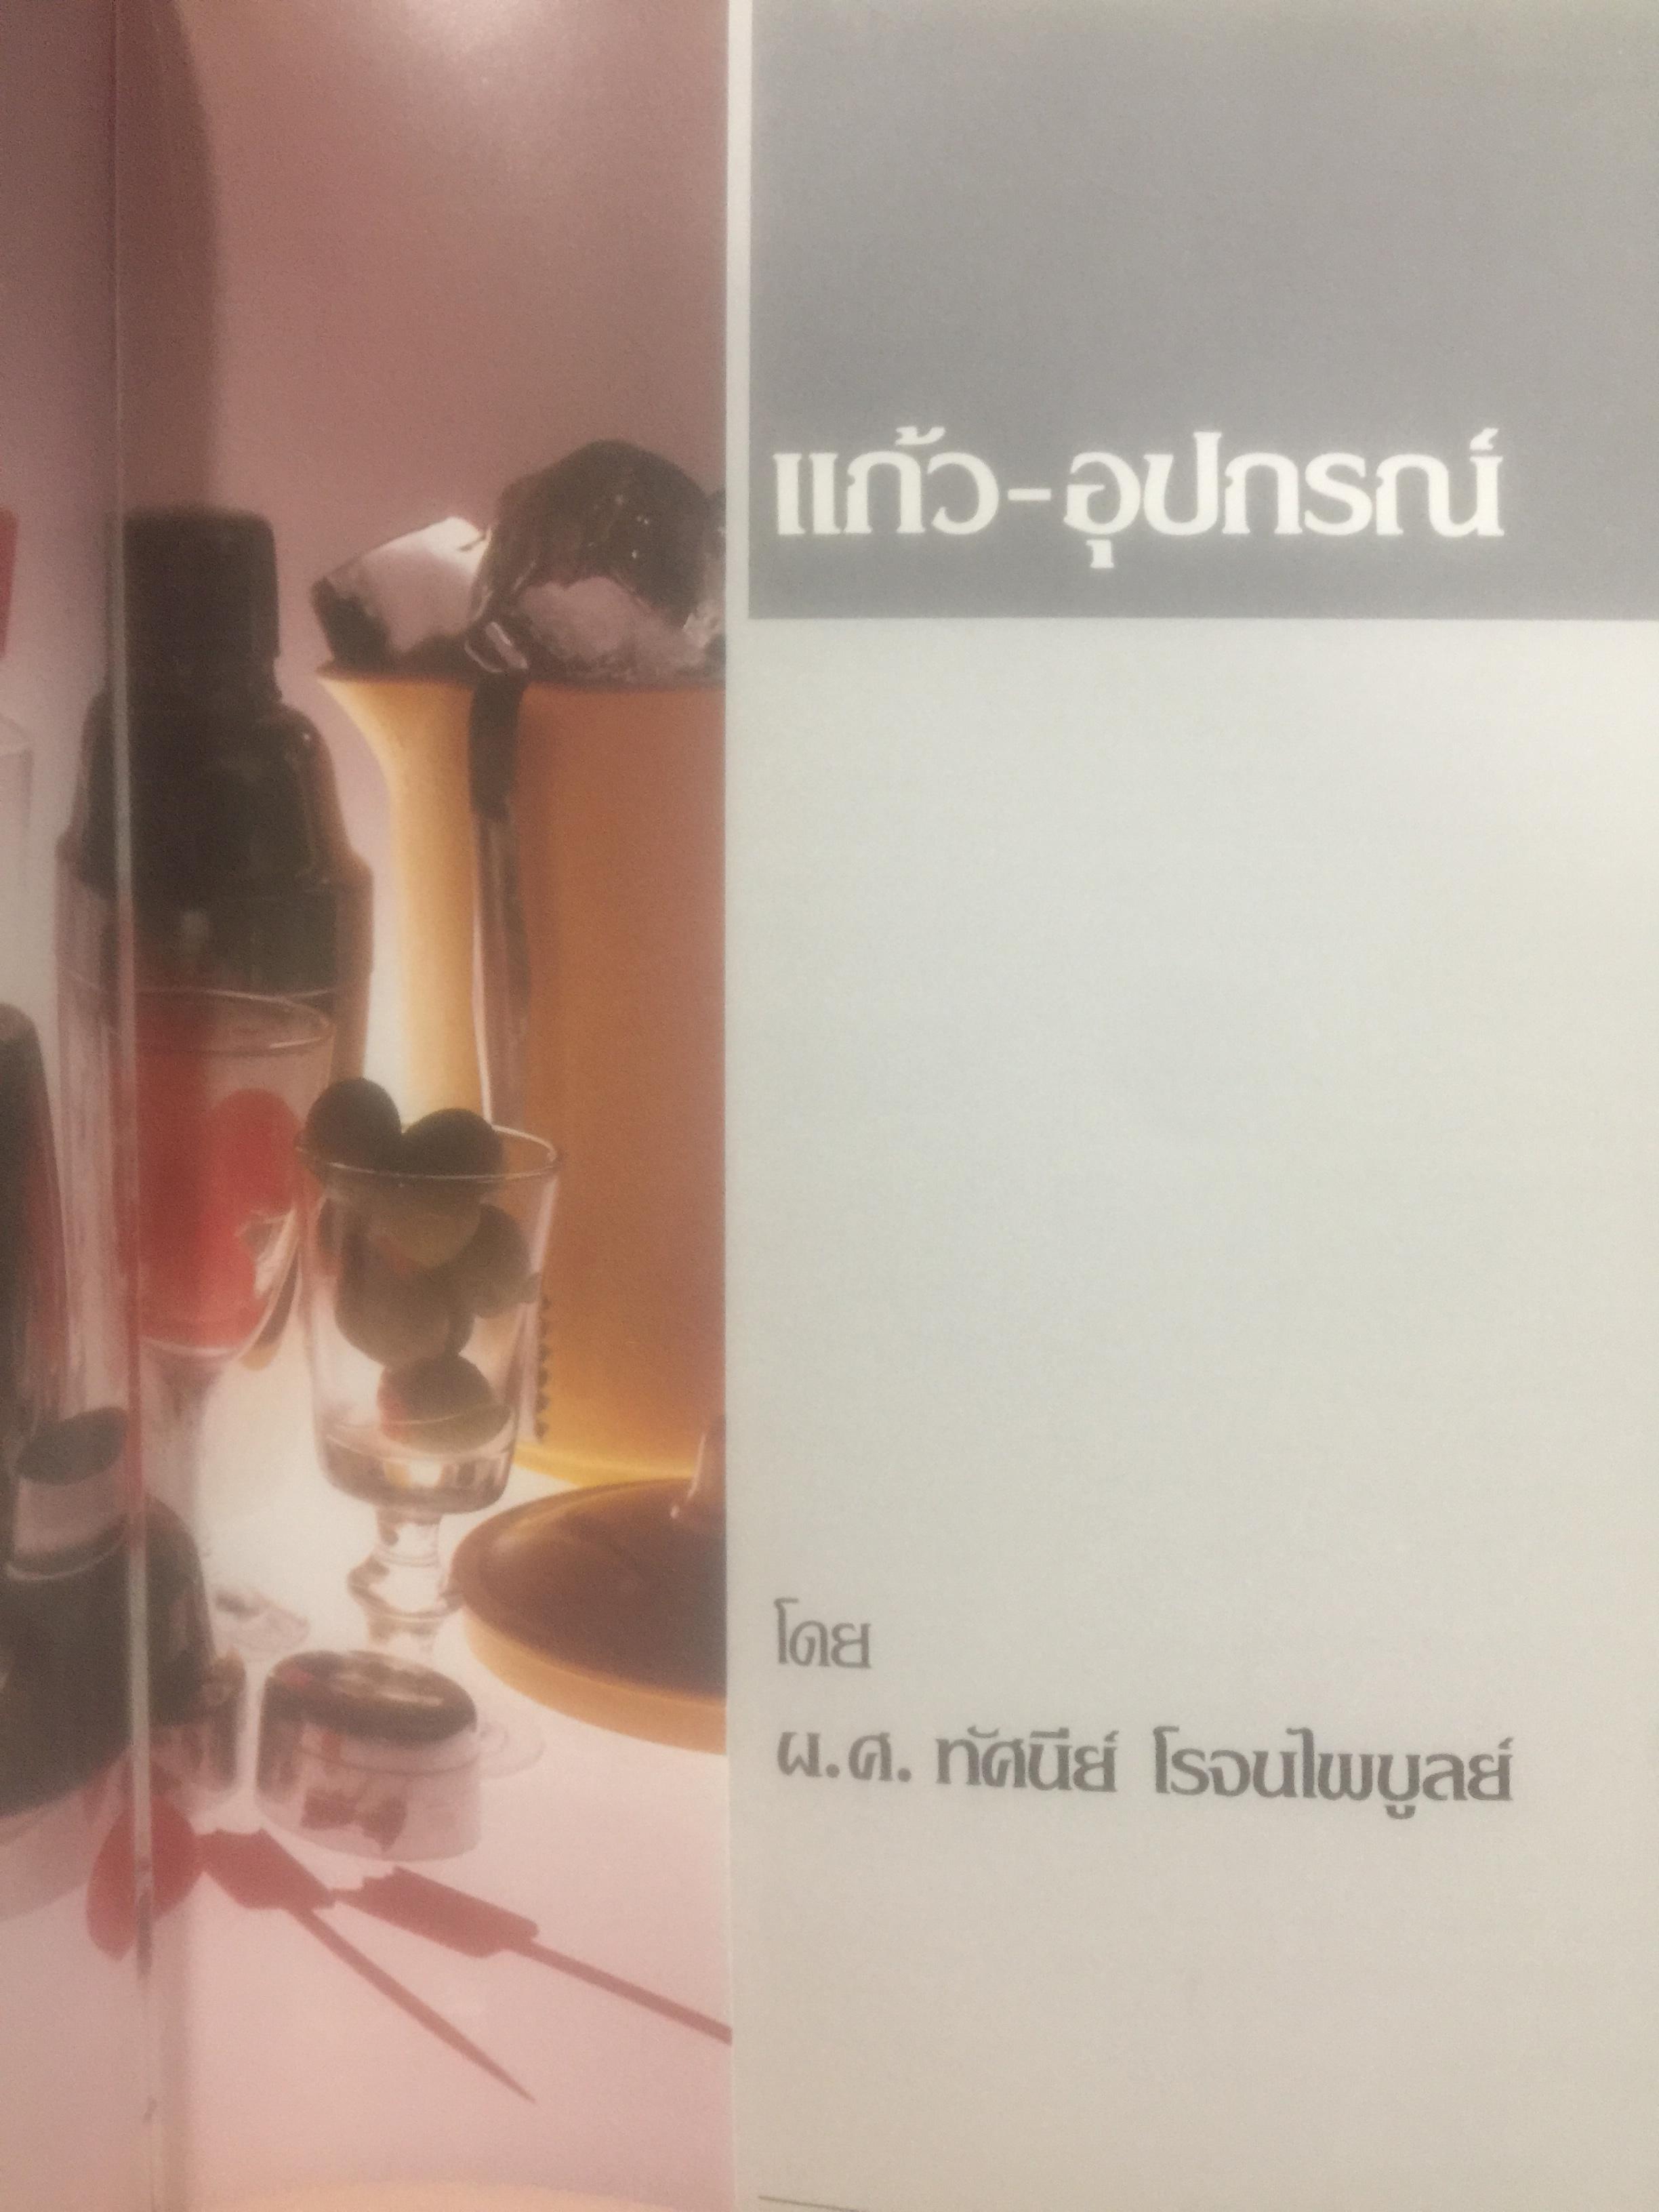 แก้ว-อุปกรณ์
โดย
ผ.ศ. ทัศนีย์ โรจนไพบูลย์